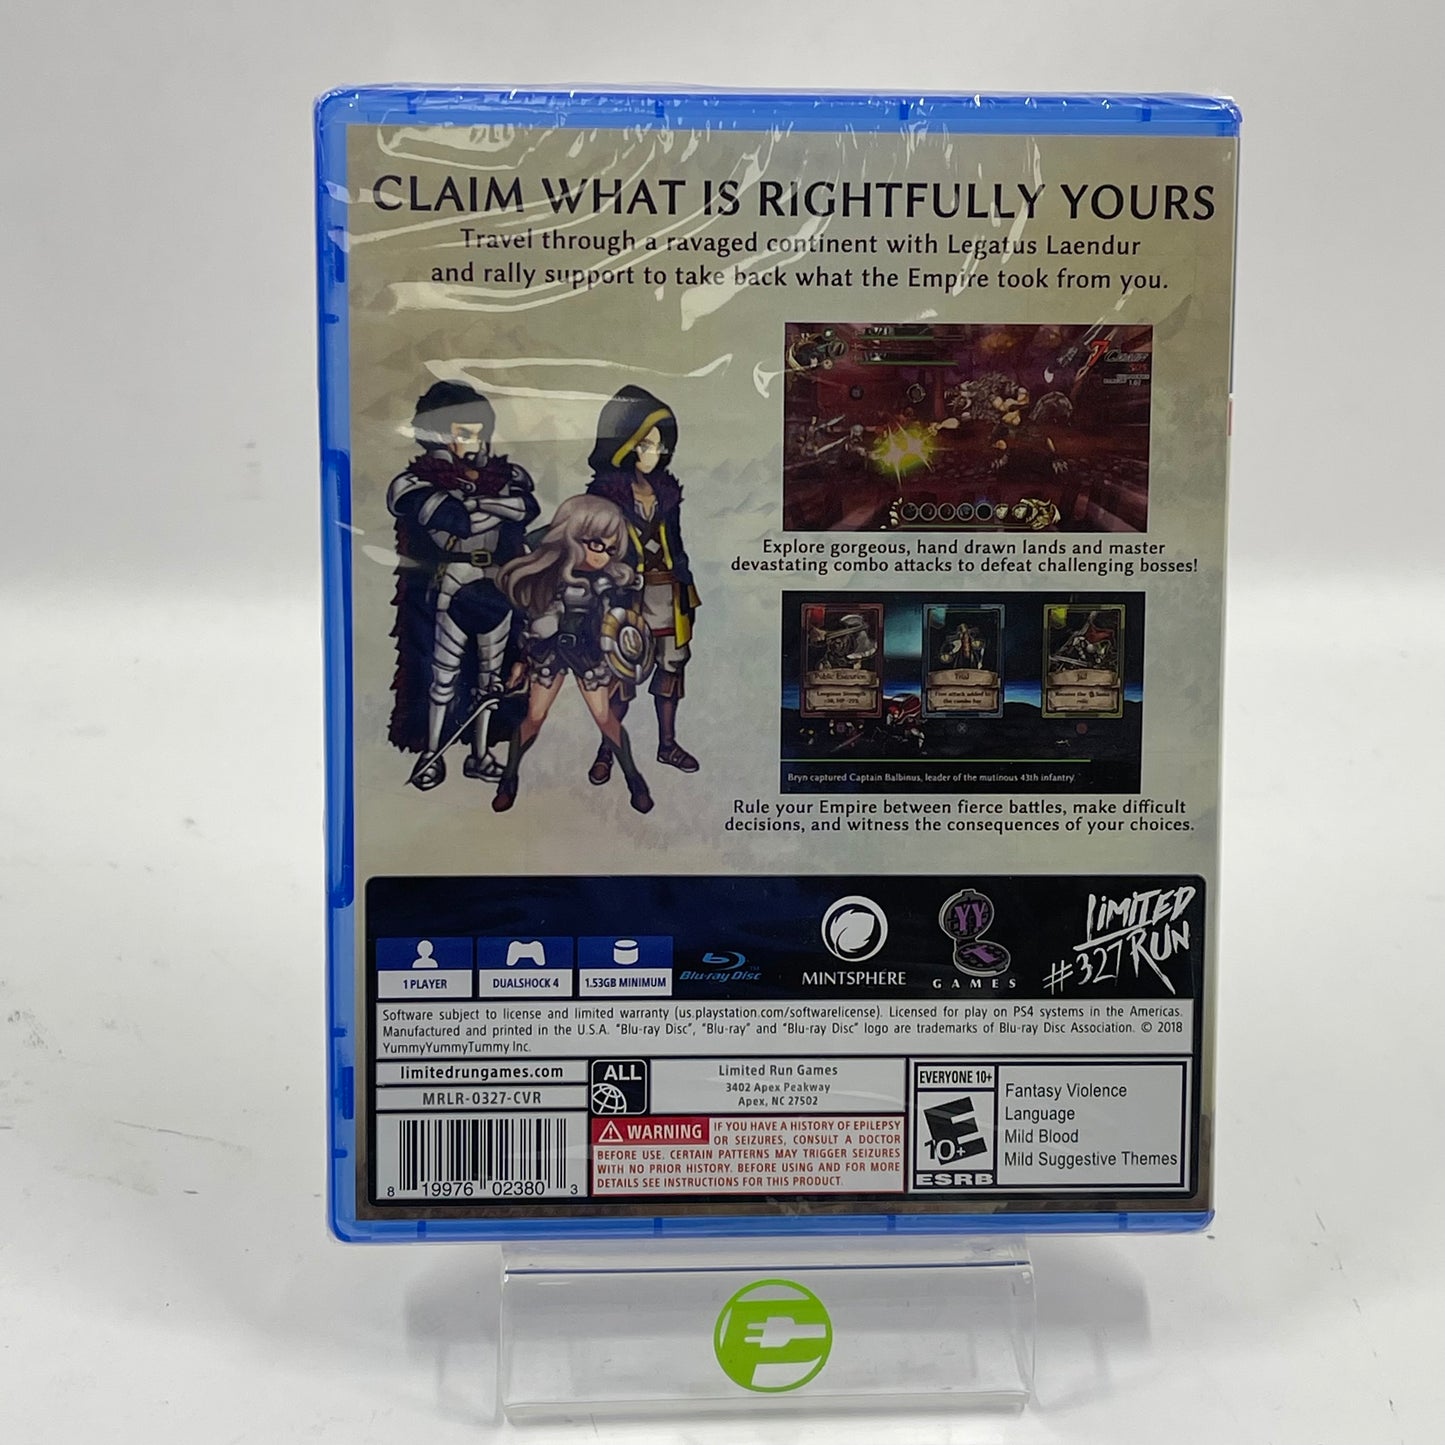 CLAIM WHAT IS RIGHTFULLY YOURS
Travel through a ravaged continent with Legatus Laendur
and rally support to take back what the Empire took from you.
Explore gorgeous, hand drawn lands and master
devastating combo attacks to defeat challenging bosses!
Public Execution
Trial
Jail
Bryn captured Captain Balbinus, leader of the mutinous 43th infantry.
Rule your Empire between fierce battles, make difficult
decisions, and witness the consequences of your choices.
1 PLAYER
DUALSHOCK 4
1.53GB MINIMUM
Blu-ray Disc
MINTSPHERE
YY
GAMES
LIMITED
RUN
#327
Software subject to license and limited warranty (us.playstation.com/softwarelicense). Licensed for play on PS4 systems in the Americas.
Manufactured and printed in the U.S.A. "Blu-ray Disc", "Blu-ray" and "Blu-ray Disc" logo are trademarks of Blu-ray Disc Association. © 2018
YummyYummyTummy Inc.
limitedrungames.com
MRLR-0327-CVR
ALL
Limited Run Games
3402 Apex Peakway
Apex, NC 27502
WARNING IF YOU HAVE A HISTORY OF EPILEPSY
OR SEIZURES, CONSULT A DOCTOR
BEFORE USE. CERTAIN PATTERNS MAY TRIGGER SEIZURES
WITH NO PRIOR HISTORY. BEFORE USING AND FOR MORE
DETAILS SEE INSTRUCTIONS FOR THIS PRODUCT.
8 19976 02380 3
EVERYONE 10+
E
10+
ESRB
Fantasy Violence
Language
Mild Blood
Mild Suggestive Themes